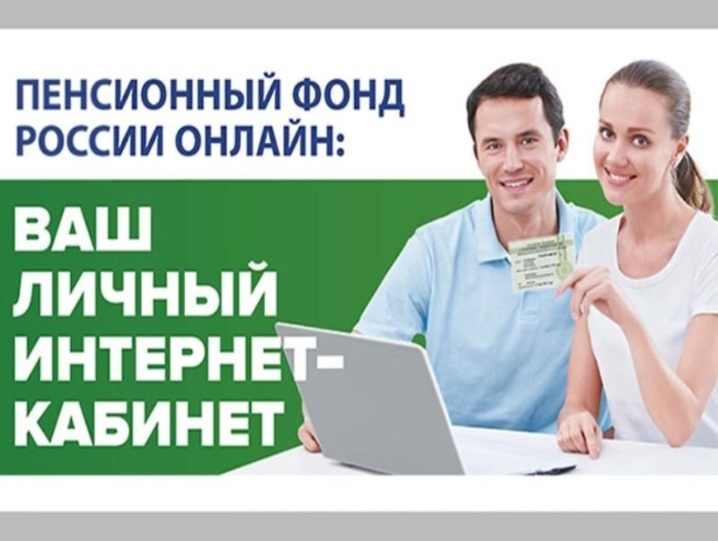 ПЕНСИОННЫЙ ФОНД
РОССИИ ОНЛАЙН:
ВАШ
ЛИЧНЫЙ
ИНТЕРНЕТ-
КАБИНЕТ